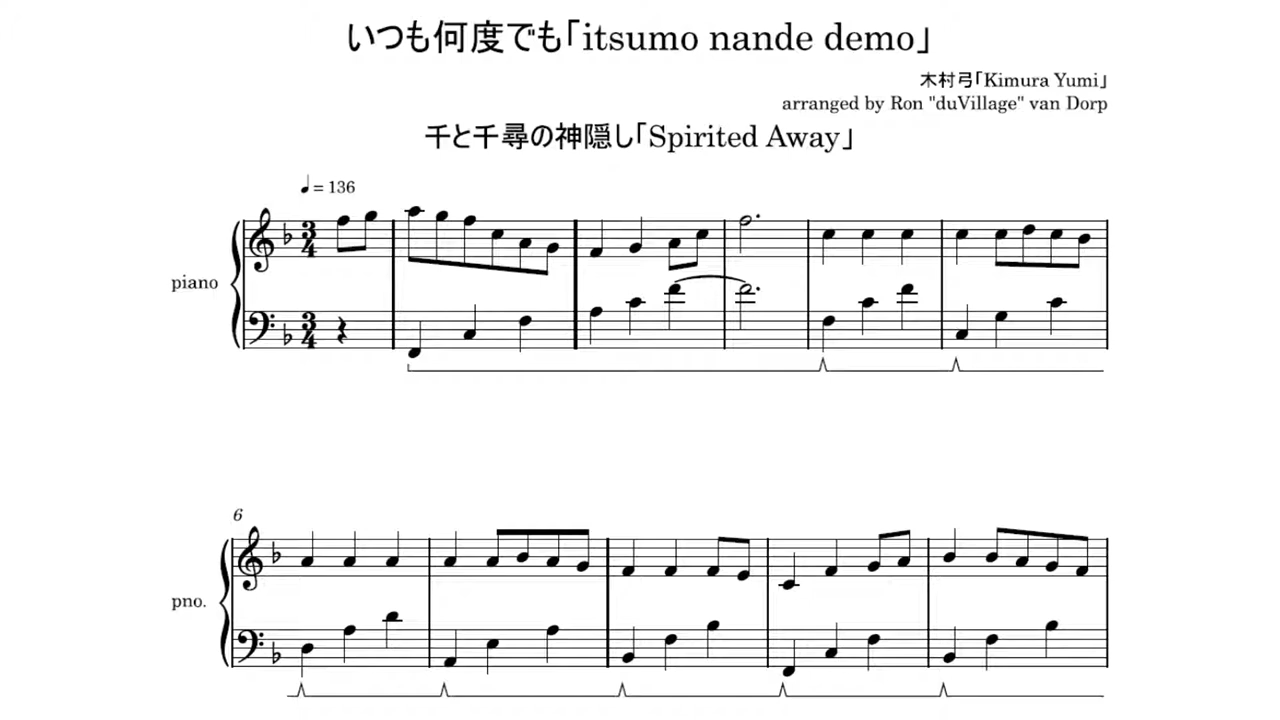 いつも何度でも「itsumo nande demo」
木村弓「Kimura Yumi」
arranged by Ron "duVillage" van Dorp
千と千尋の神隠し「Spirited Away」
♩= 136
piano
6
pno.